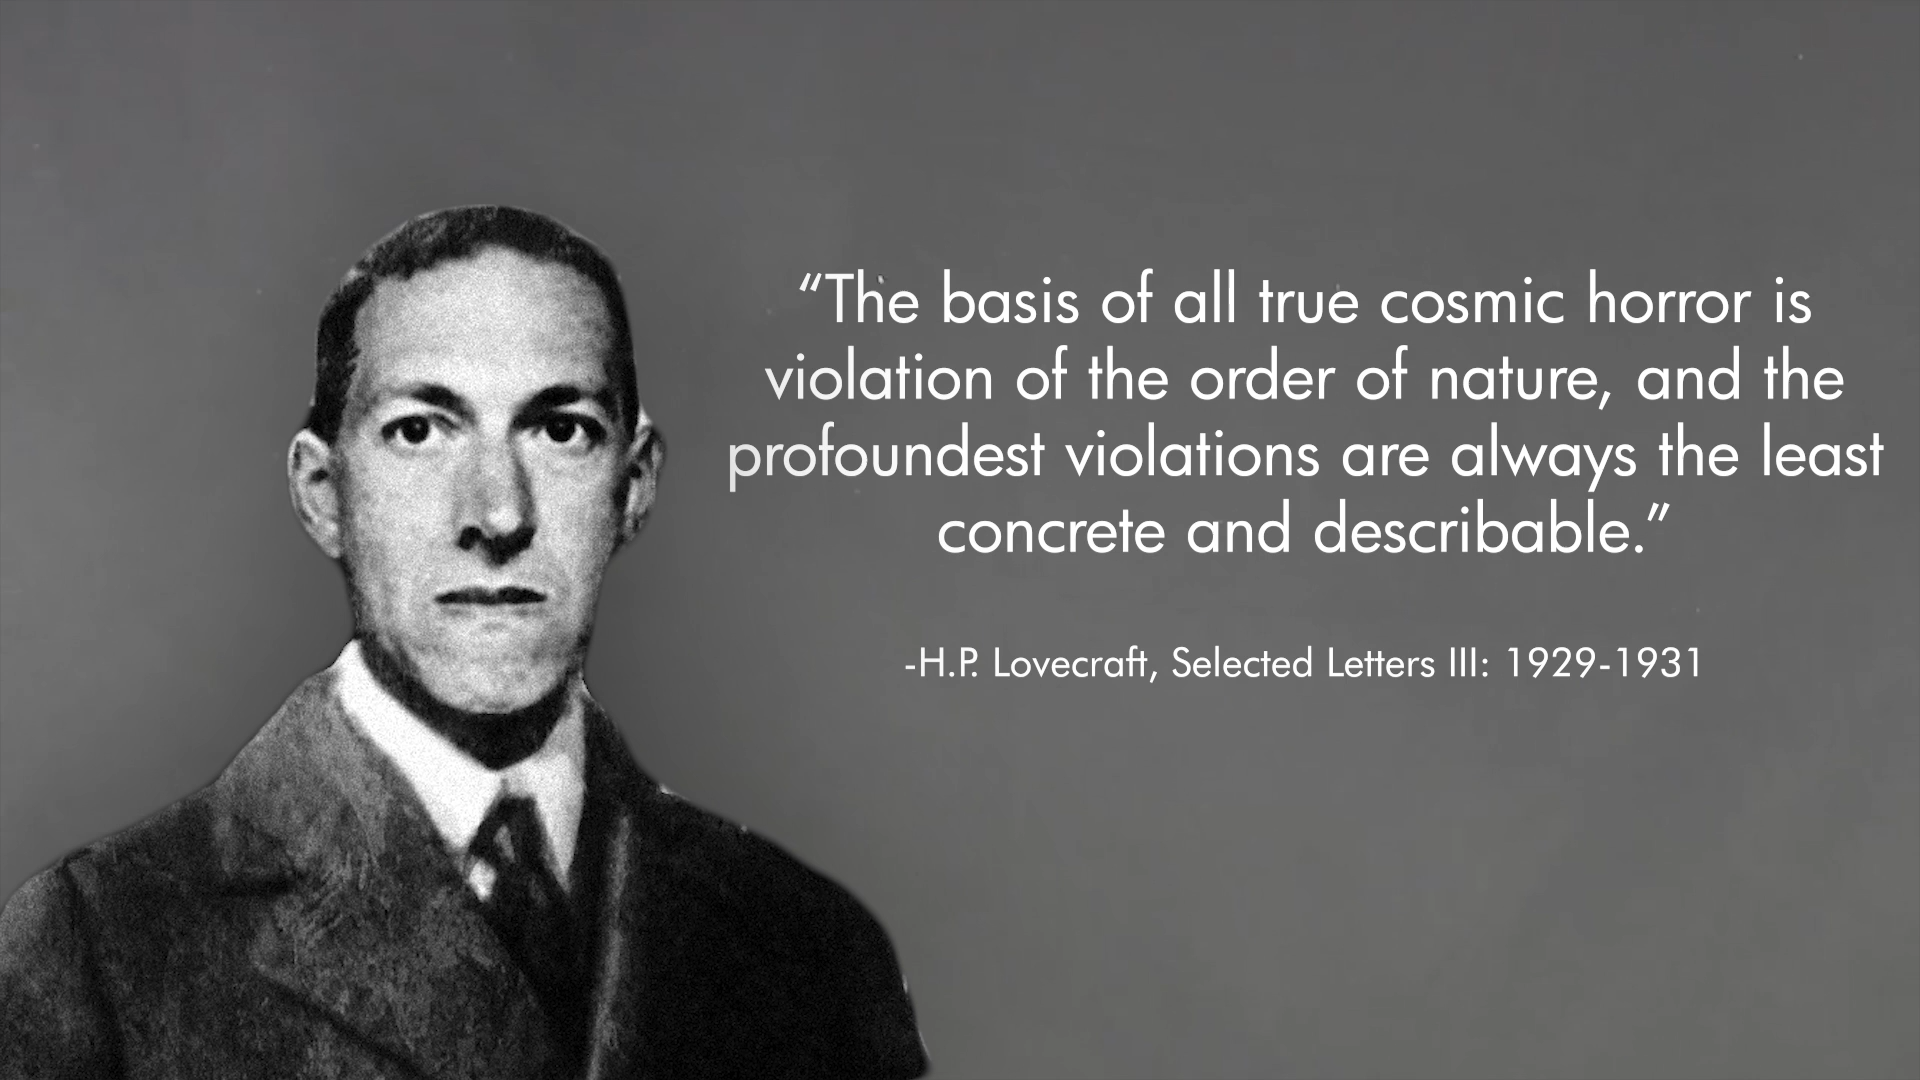 “The basis of all true cosmic horror is
violation of the order of nature, and the
profoundest violations are always the least
concrete and describable.”
-H.P. Lovecraft, Selected Letters III: 1929-1931